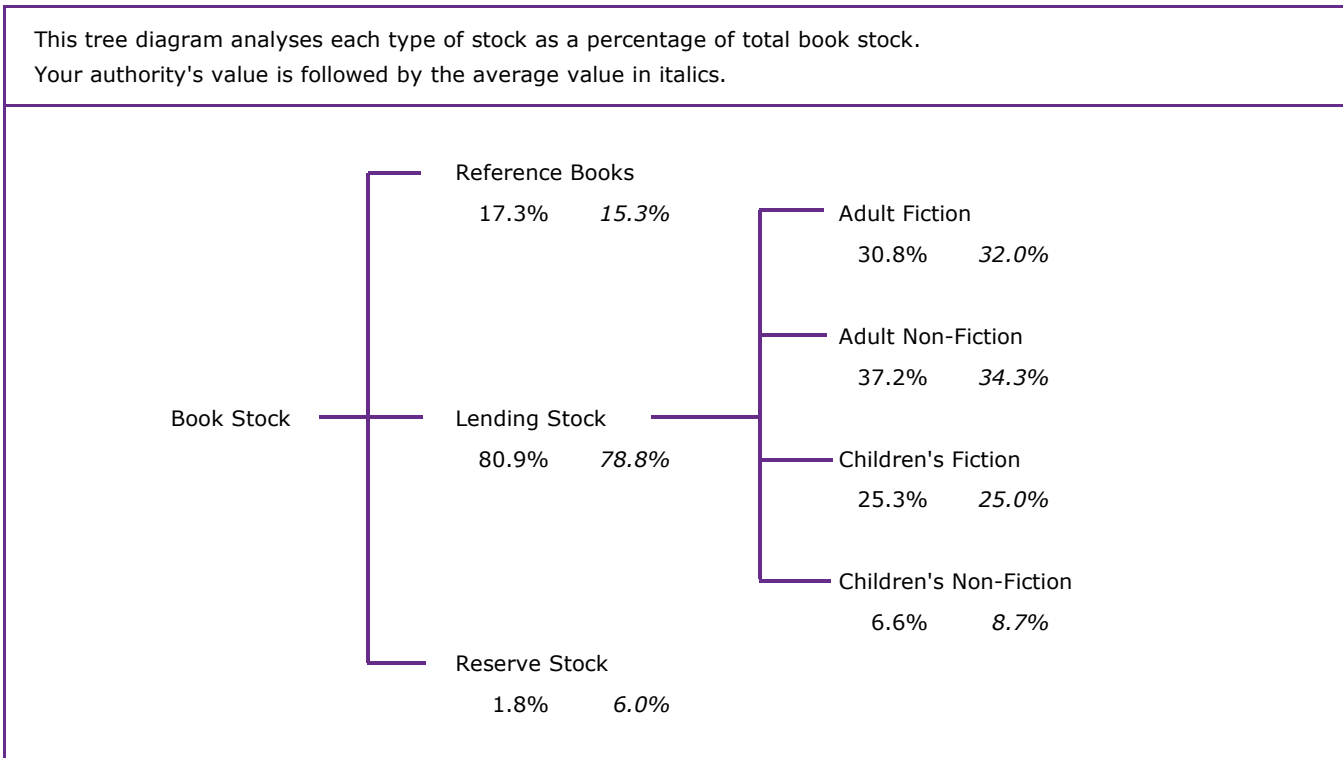 This tree diagram analyses each type of stock as a percentage of total book stock.
Your authority's value is followed by the average value in italics.
Reference Books
17.3% 15.3%
Adult Fiction
30.8% 32.0%
Adult Non-Fiction
37.2% 34.3%
Book Stock
Lending Stock
80.9% 78.8%
Children's Fiction
25.3% 25.0%
Children's Non-Fiction
6.6% 8.7%
Reserve Stock
1.8% 6.0%